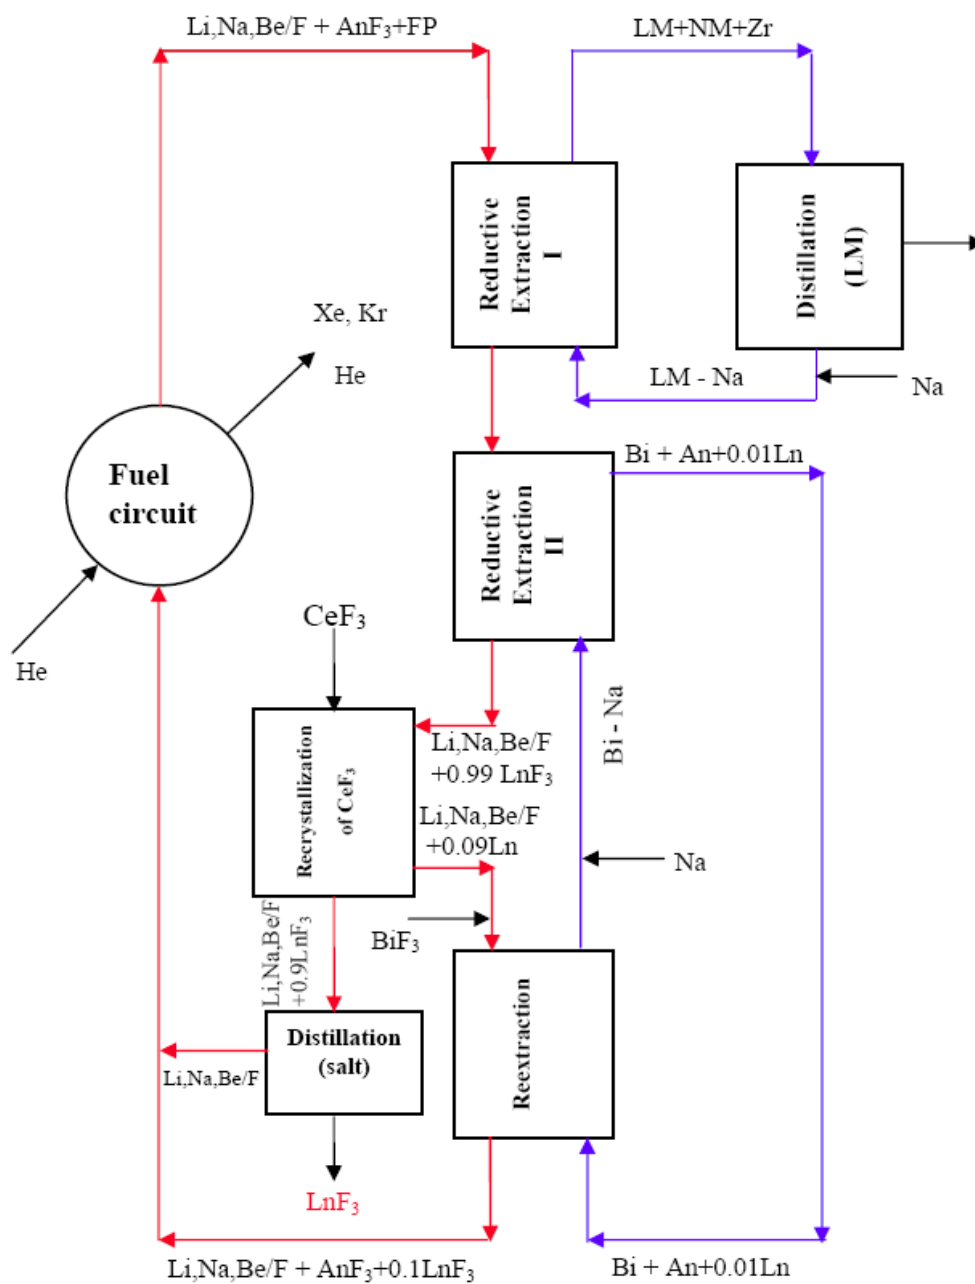 Li,Na,Be/F + AnF₃+FP
LM+NM+Zr
Reductive
Extraction
I
Distillation
(LM)
Xe, Kr
He
LM - Na
Na
Fuel
circuit
Bi + An+0.01Ln
Reductive
Extraction
II
He
CeF₃
Bi - Na
Li,Na,Be/F
+0.99 LnF₃
Recrystallization
of CeF₃
Li,Na,Be/F
+0.09Ln
Na
BiF₃
Li,Na,Be/F
+0.9LnF₃
Distillation
(salt)
Li,Na,Be/F
Reextraction
LnF₃
Li,Na,Be/F + AnF₃+0.1LnF₃
Bi + An+0.01Ln